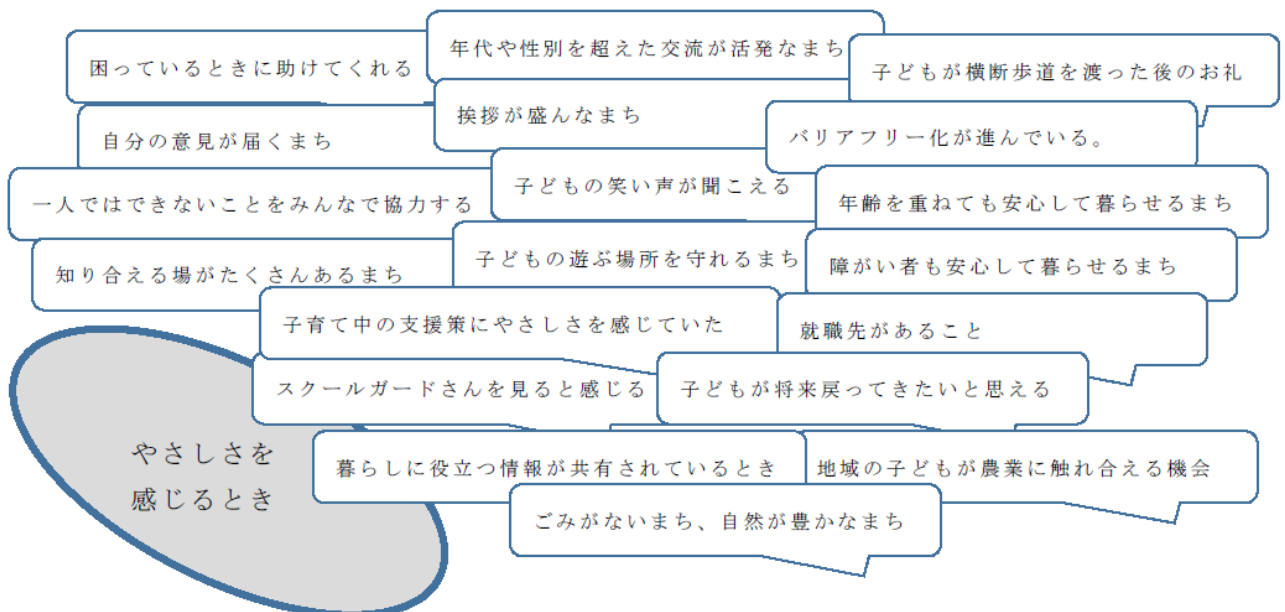 年代や性別を超えた交流が活発なまち
困っているときに助けてくれる
子どもが横断歩道を渡った後のお礼
挨拶が盛んなまち
自分の意見が届くまち
バリアフリー化が進んでいる。
子どもの笑い声が聞こえる
一人ではできないことをみんなで協力する
年齢を重ねても安心して暮らせるまち
子どもの遊ぶ場所を守れるまち
知り合える場がたくさんあるまち
障がい者も安心して暮らせるまち
子育て中の支援策にやさしさを感じていた
就職先があること
スクールガードさんを見ると感じる
子どもが将来戻ってきたいと思える
やさしさを
感じるとき
暮らしに役立つ情報が共有されているとき
地域の子どもが農業に触れ合える機会
ごみがないまち、自然が豊かなまち